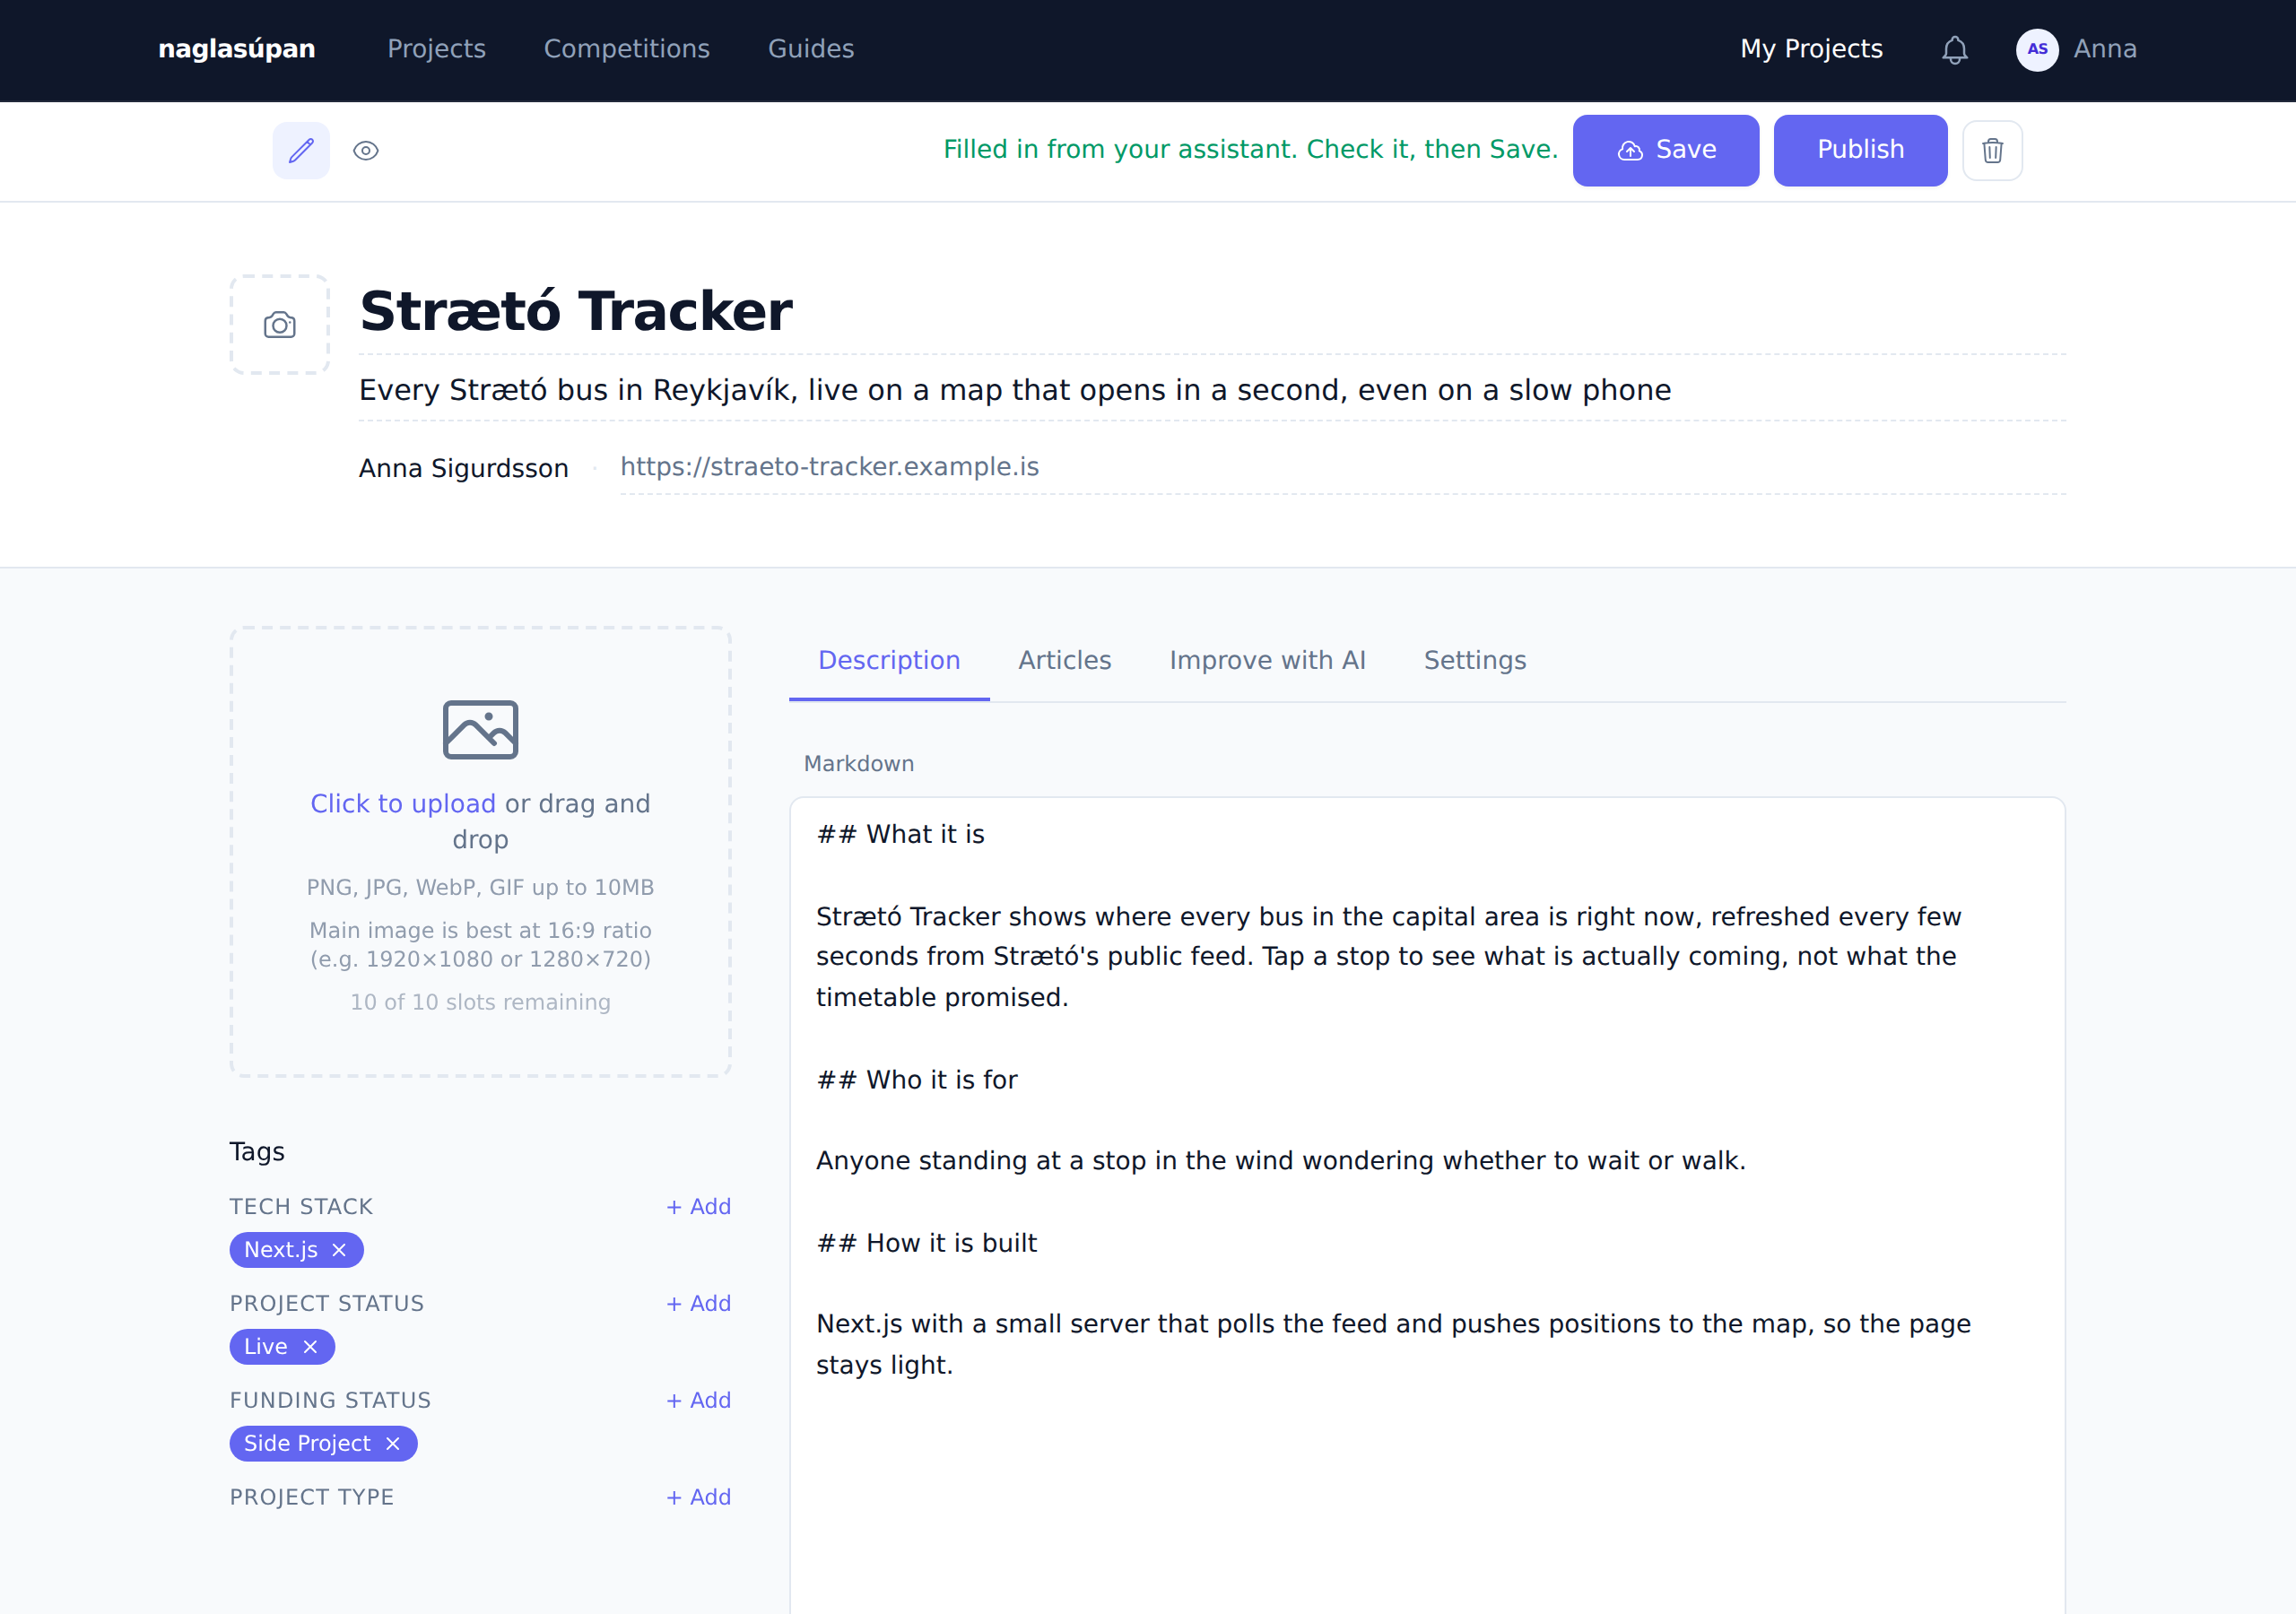 naglasúpan
Projects
Competitions
Guides
My Projects
AS
Anna
Filled in from your assistant. Check it, then Save.
Save
Publish
Strætó Tracker
Every Strætó bus in Reykjavík, live on a map that opens in a second, even on a slow phone
Anna Sigurdsson · https://straeto-tracker.example.is
Click to upload or drag and
drop
PNG, JPG, WebP, GIF up to 10MB
Main image is best at 16:9 ratio
(e.g. 1920×1080 or 1280×720)
10 of 10 slots remaining
Tags
TECH STACK
+ Add
Next.js ×
PROJECT STATUS
+ Add
Live ×
FUNDING STATUS
+ Add
Side Project ×
PROJECT TYPE
+ Add
Description
Articles
Improve with AI
Settings
Markdown
## What it is
Strætó Tracker shows where every bus in the capital area is right now, refreshed every few
seconds from Strætó's public feed. Tap a stop to see what is actually coming, not what the
timetable promised.
## Who it is for
Anyone standing at a stop in the wind wondering whether to wait or walk.
## How it is built
Next.js with a small server that polls the feed and pushes positions to the map, so the page
stays light.